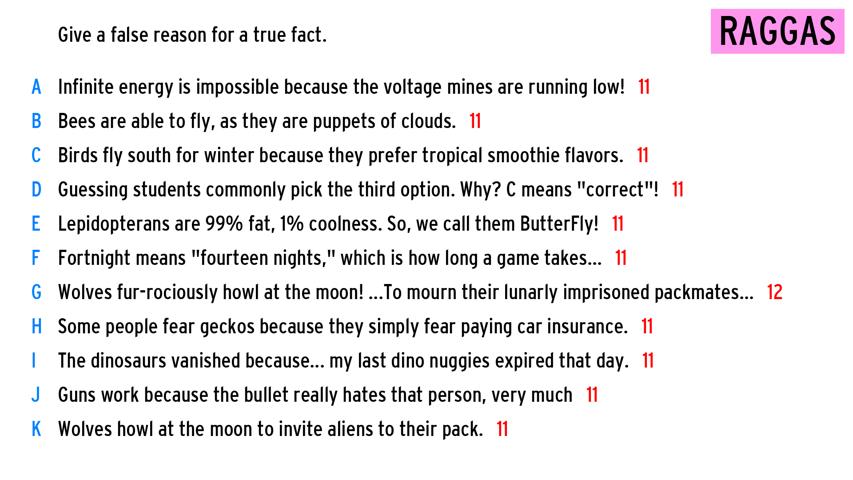 Give a false reason for a true fact.
RAGGAS
A Infinite energy is impossible because the voltage mines are running low! 11
B Bees are able to fly, as they are puppets of clouds. 11
C Birds fly south for winter because they prefer tropical smoothie flavors. 11
D Guessing students commonly pick the third option. Why? C means "correct"! 11
E Lepidopterans are 99% fat, 1% coolness. So, we call them ButterFly! 11
F Fortnight means "fourteen nights," which is how long a game takes... 11
G Wolves fur-rociously howl at the moon! ...To mourn their lunarly imprisoned packmates... 12
H Some people fear geckos because they simply fear paying car insurance. 11
I The dinosaurs vanished because... my last dino nuggies expired that day. 11
J Guns work because the bullet really hates that person, very much 11
K Wolves howl at the moon to invite aliens to their pack. 11